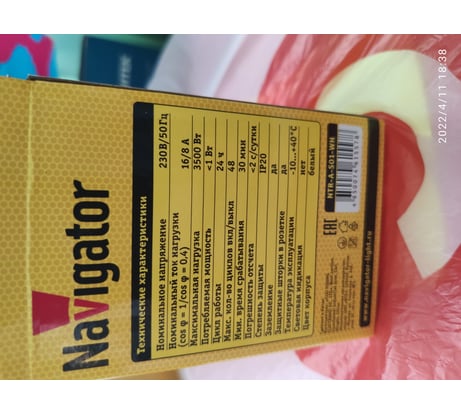 Navigator
Технические характеристики
Номинальное напряжение 230В/50Гц
Номинальный ток нагрузки
(cos φ = 1/cos φ = 0,4) 16/8 А
Максимальная нагрузка 3500 Вт
Потребляемая мощность <1 Вт
Цикл работы 24 ч
Макс. кол-во циклов вкл/выкл 48
Мин. время срабатывания 30 мин
Погрешность отсчета <2 с/сутки
Степень защиты IP20
Заземление да
Защитные шторки в розетке да
Температура эксплуатации -10...+40°С
Световая индикация нет
Цвет корпуса белый
NTR-A-S01-WH
EAC
www.navigator-light.ru
2022/4/11 18:38